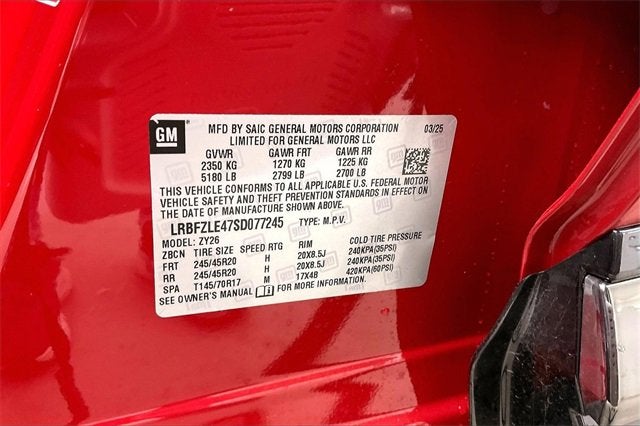 GM
MFD BY SAIC GENERAL MOTORS CORPORATION 03/25
LIMITED FOR GENERAL MOTORS LLC
GVWR GAWR FRT GAWR RR
2350 KG 1270 KG 1225 KG
5180 LB 2799 LB 2700 LB
THIS VEHICLE CONFORMS TO ALL APPLICABLE U.S. FEDERAL MOTOR
VEHICLE SAFETY AND THEFT PREVENTION STANDARDS IN EFFECT ON
THE DATE OF MANUFACTURE SHOWN ABOVE.
LRBFZLE47SD077245 TYPE: M.P.V.
MODEL: ZY26
ZBCN TIRE SIZE SPEED RTG RIM COLD TIRE PRESSURE
FRT 245/45R20 H 20X8.5J 240KPA(35PSI)
RR 245/45R20 H 20X8.5J 240KPA(35PSI)
SPA T145/70R17 M 17X4B 420KPA(60PSI)
SEE OWNER'S MANUAL FOR MORE INFORMATION.